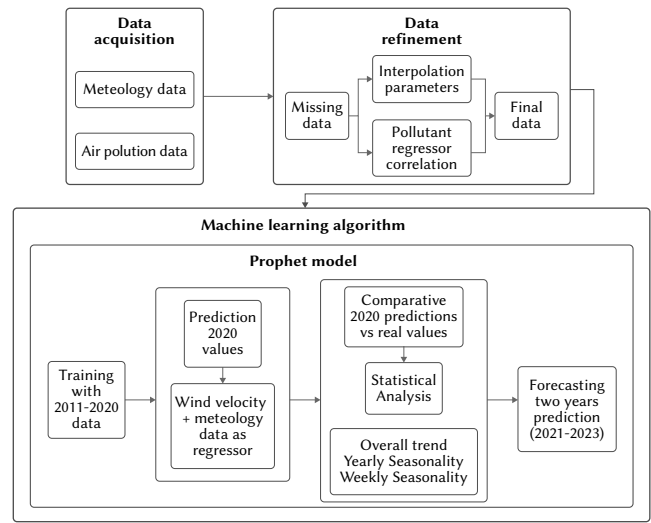 Data
acquisition
Meteology data
Air polution data
Data
refinement
Missing
data
Interpolation
parameters
Pollutant
regressor
correlation
Final
data
Machine learning algorithm
Prophet model
Training
with
2011-2020
data
Prediction
2020
values
Wind velocity
+ meteology
data as
regressor
Comparative
2020 predictions
vs real values
Statistical
Analysis
Overall trend
Yearly Seasonality
Weekly Seasonality
Forecasting
two years
prediction
(2021-2023)